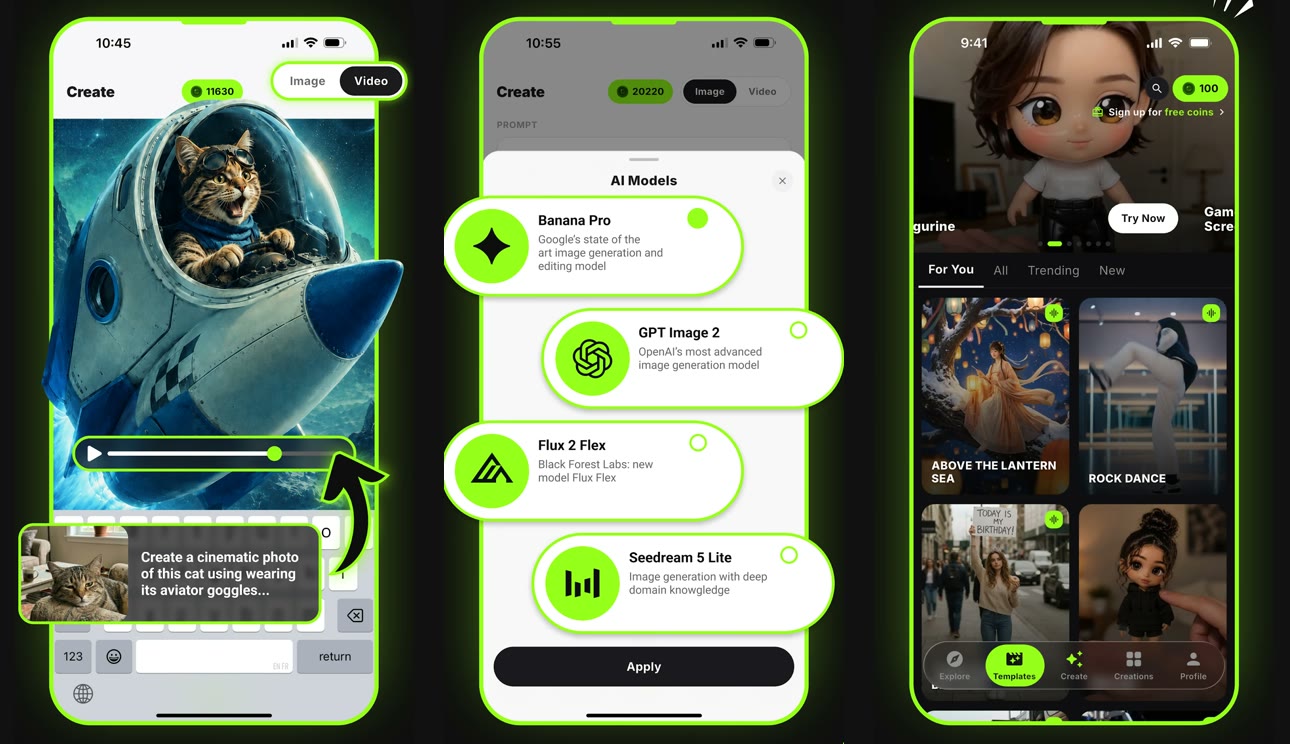 10:45
Create
11630
Image
Video
Create a cinematic photo
of this cat using wearing
its aviator goggles...
O
123
return
10:55
Create
20220
Image
Video
PROMPT
AI Models
Banana Pro
Google's state of the
art image generation and
editing model
GPT Image 2
OpenAI's most advanced
image generation model
Flux 2 Flex
Black Forest Labs: new
model Flux Flex
Seedream 5 Lite
Image generation with deep
domain knowgledge
Apply
9:41
100
Sign up for free coins
gurine
Try Now
Gam
Scre
For You
All
Trending
New
ABOVE THE LANTERN
SEA
ROCK DANCE
TODAY IS
MY
BIRTHDAY!
Explore
Templates
Create
Creations
Profile